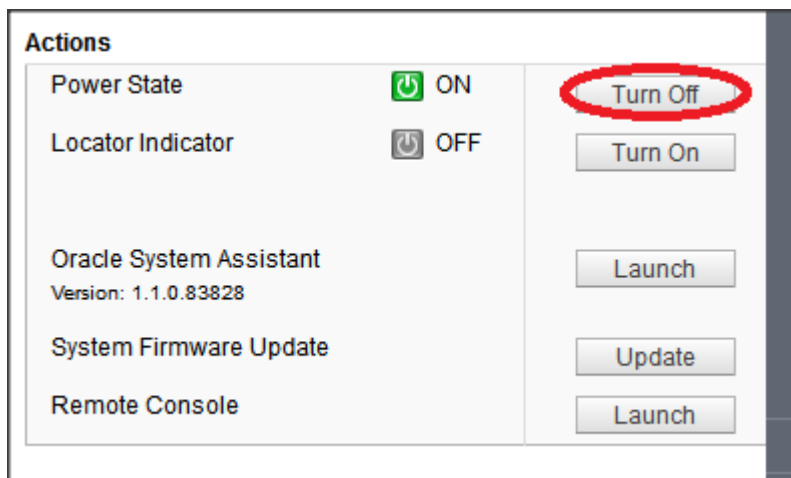 Actions
Power State ON Turn Off
Locator Indicator OFF Turn On
Oracle System Assistant Launch
Version: 1.1.0.83828
System Firmware Update Update
Remote Console Launch